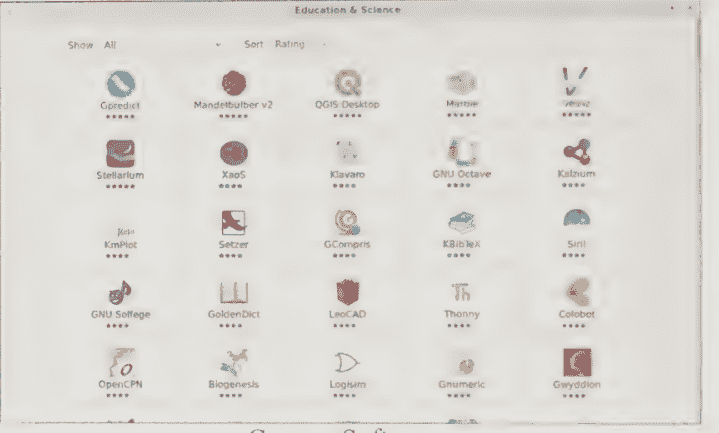 Education & Science
Show All Sort Rating
Gpredict Mandelbulber v2 QGIS Desktop Marble
Stellarium XaoS Klavaro GNU Octave Kalzium
KmPlot Setzer GCompris KBibTeX Siril
GNU Solfege GoldenDict LeoCAD Thonny Colobot
OpenCPN Biogenesis Logisim Gnumeric Gwyddion